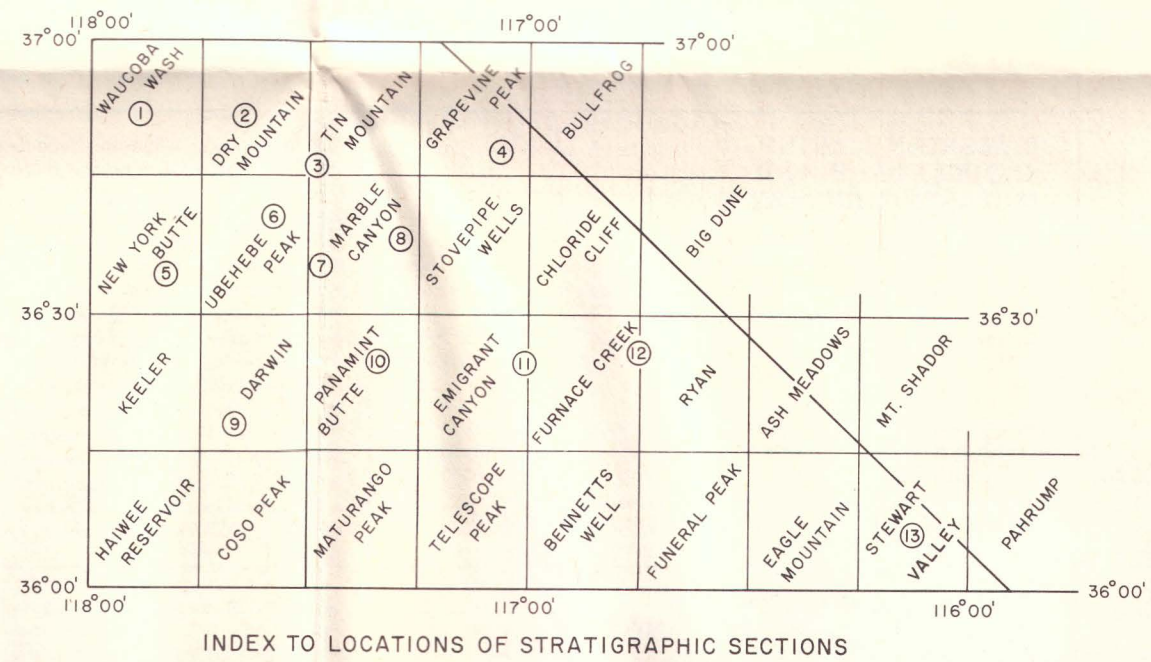 118°00'
117°00'
37°00'
37°00'
WAUCOBA
WASH
1
DRY
MOUNTAIN
2
TIN
MOUNTAIN
3
GRAPEVINE
PEAK
4
BULLFROG
NEW YORK
BUTTE
5
UBEHEBE
PEAK
6
MARBLE
CANYON
7
8
STOVEPIPE
WELLS
CHLORIDE
CLIFF
BIG DUNE
36°30'
36°30'
KEELER
DARWIN
9
PANAMINT
BUTTE
10
EMIGRANT
CANYON
11
FURNACE CREEK
12
RYAN
ASH MEADOWS
MT. SHADOR
HAIWEE
RESERVOIR
COSO PEAK
MATURANGO
PEAK
TELESCOPE
PEAK
BENNETTS
WELL
FUNERAL PEAK
EAGLE
MOUNTAIN
STEWART
VALLEY
13
PAHRUMP
36°00'
36°00'
118°00'
117°00'
116°00'
INDEX TO LOCATIONS OF STRATIGRAPHIC SECTIONS